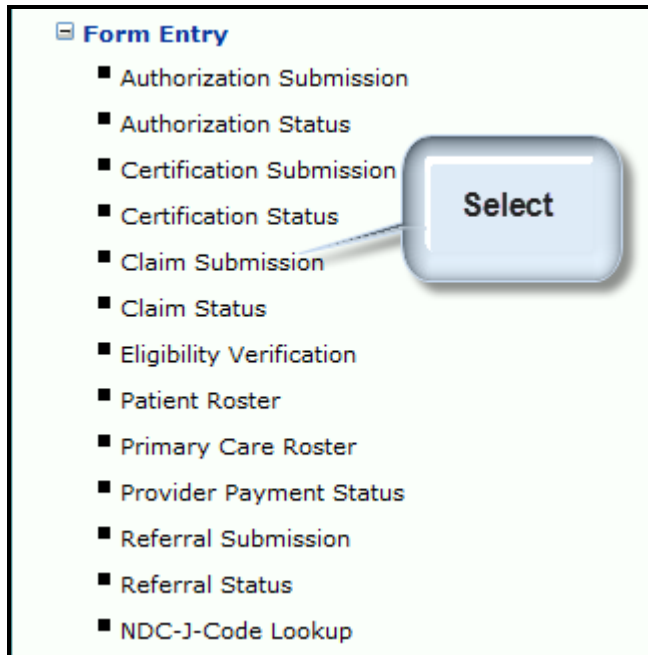 Form Entry
Authorization Submission
Authorization Status
Certification Submission
Select
Certification Status
Claim Submission
Claim Status
Eligibility Verification
Patient Roster
Primary Care Roster
Provider Payment Status
Referral Submission
Referral Status
NDC-J-Code Lookup